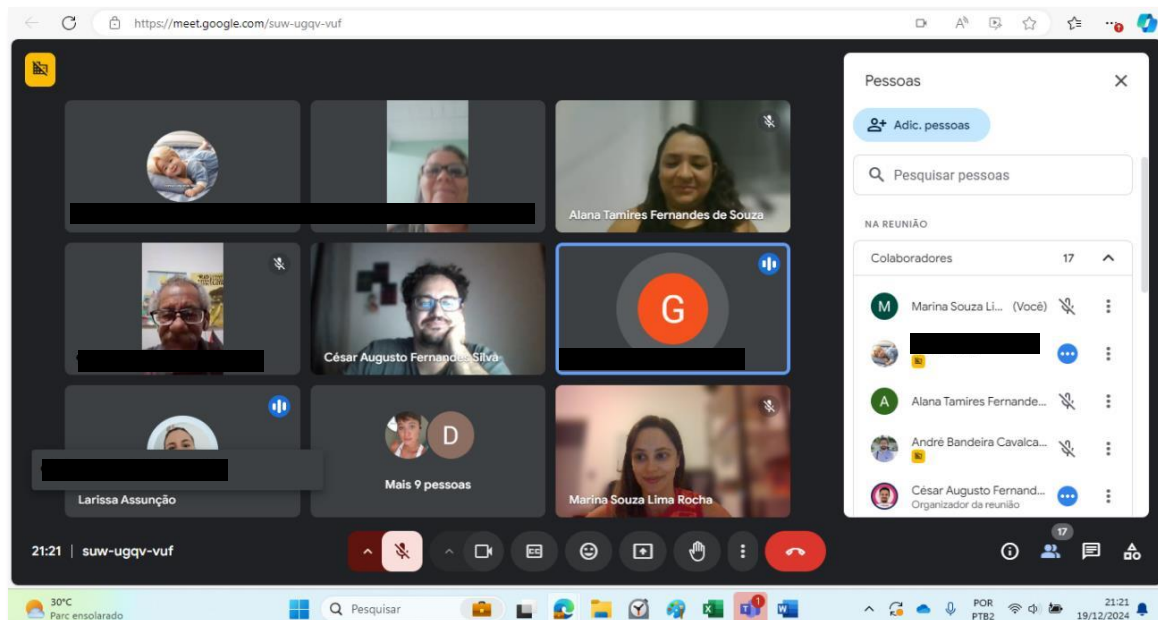 https://meet.google.com/suw-ugqv-vuf
Pessoas
Adic. pessoas
Pesquisar pessoas
NA REUNIÃO
Colaboradores 17
M Marina Souza Li... (Você)
A Alana Tamires Fernande...
André Bandeira Cavalca...
César Augusto Fernand...
Organizador da reunião
Alana Tamires Fernandes de Souza
César Augusto Fernandes Silva
G
Larissa Assunção
D
Mais 9 pessoas
Marina Souza Lima Rocha
21:21 | suw-ugqv-vuf
CC
17
30°C
Parc ensolarado
Pesquisar
1
POR
PTB2
21:21
19/12/2024